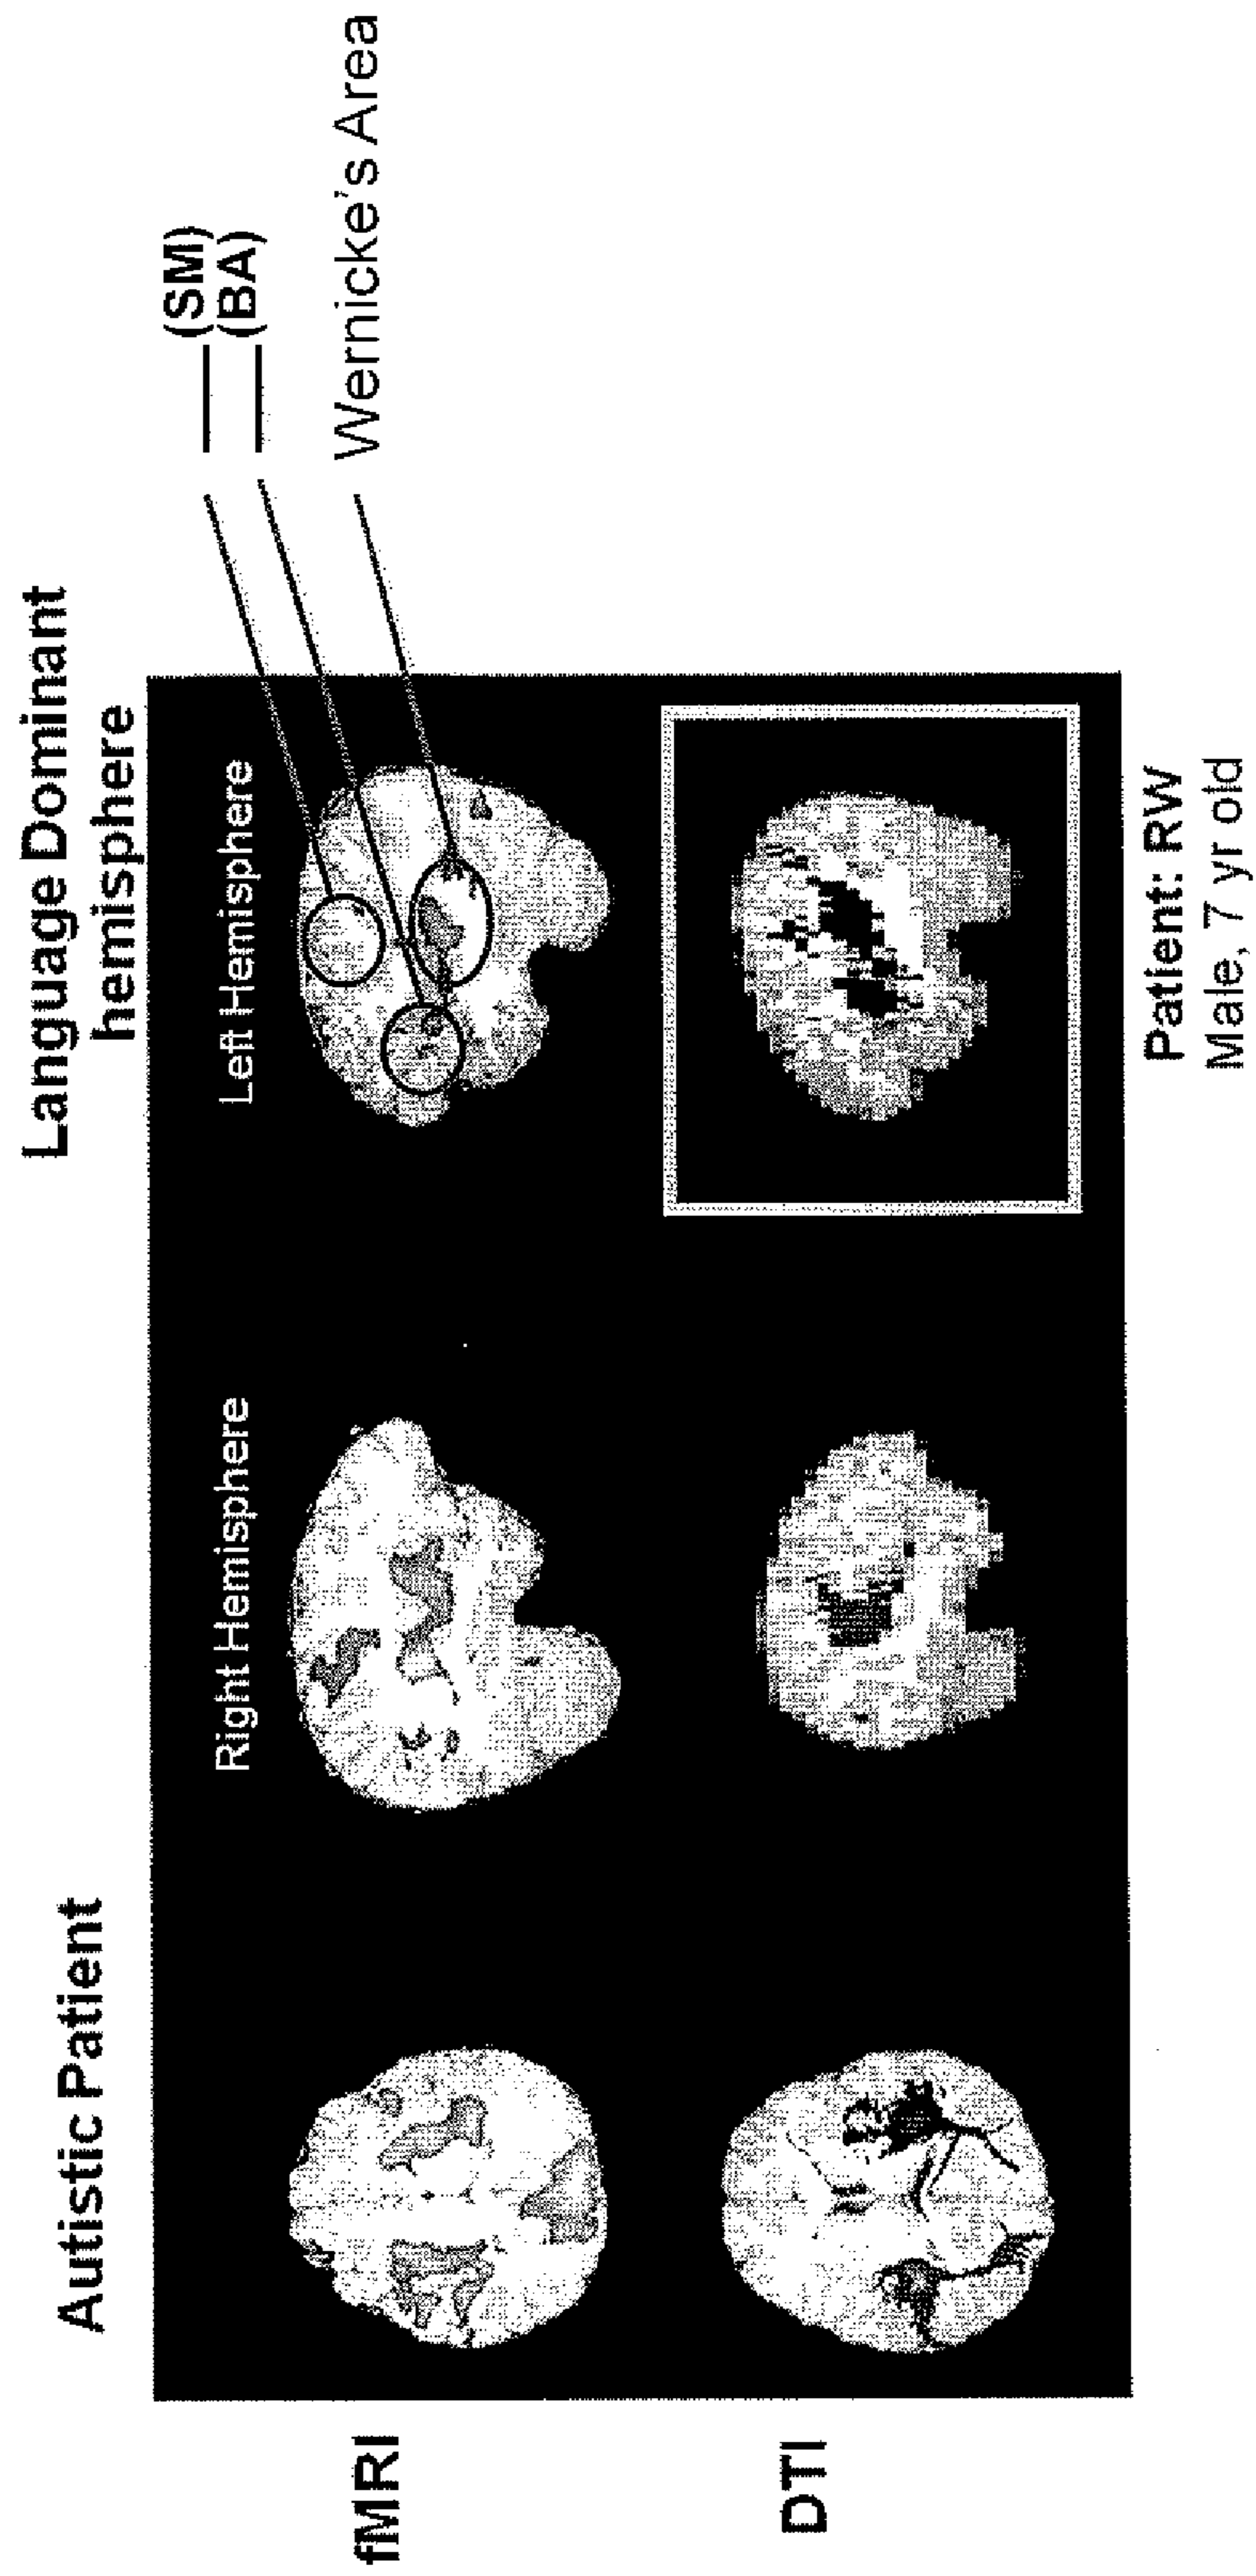 Autistic Patient
Language Dominant
hemisphere
Right Hemisphere
Left Hemisphere
(SM)
(BA)
Wernicke's Area
fMRI
DTI
Patient: RW
Male, 7 yr old